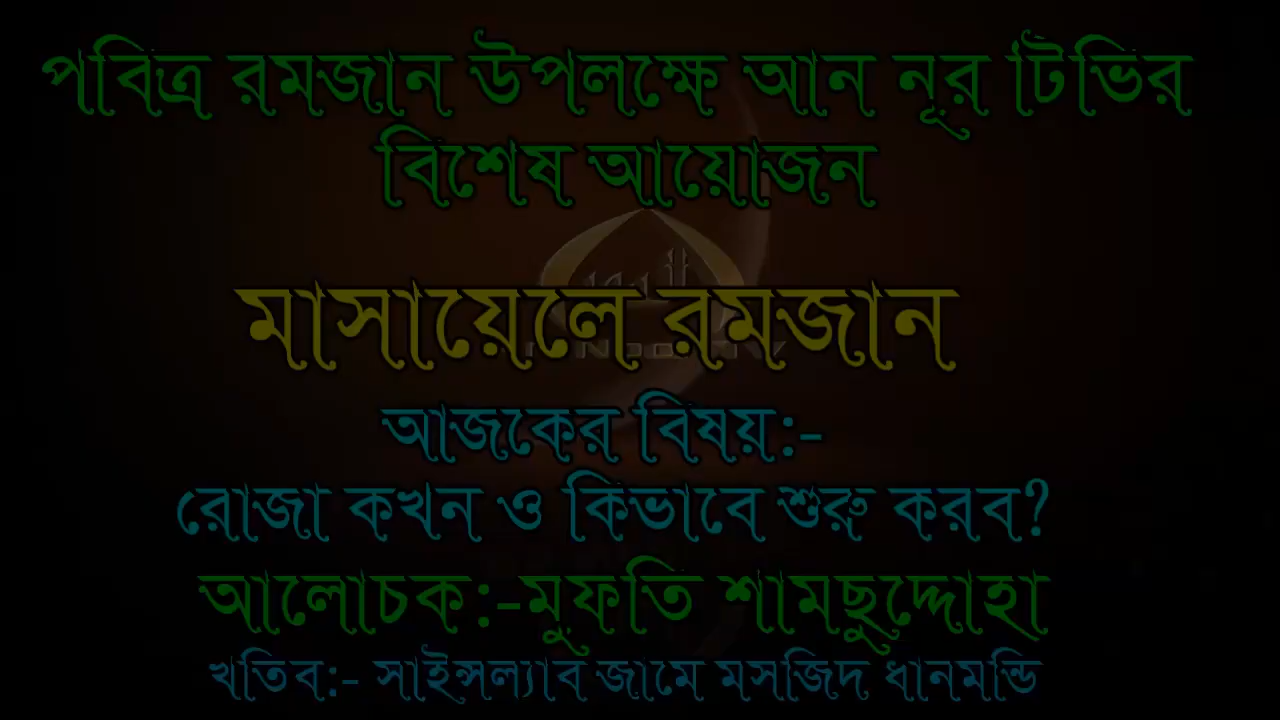 পবিত্র রমজান উপলক্ষে আন নূর টিভির
বিশেষ আয়োজন
মাসায়েলে রমজান
আজকের বিষয়:-
রোজা কখন ও কিভাবে শুরু করব?
আলোচক:-মুফতি শামছুদ্দোহা
খতিব:- সাইন্সল্যাব জামে মসজিদ ধানমন্ডি